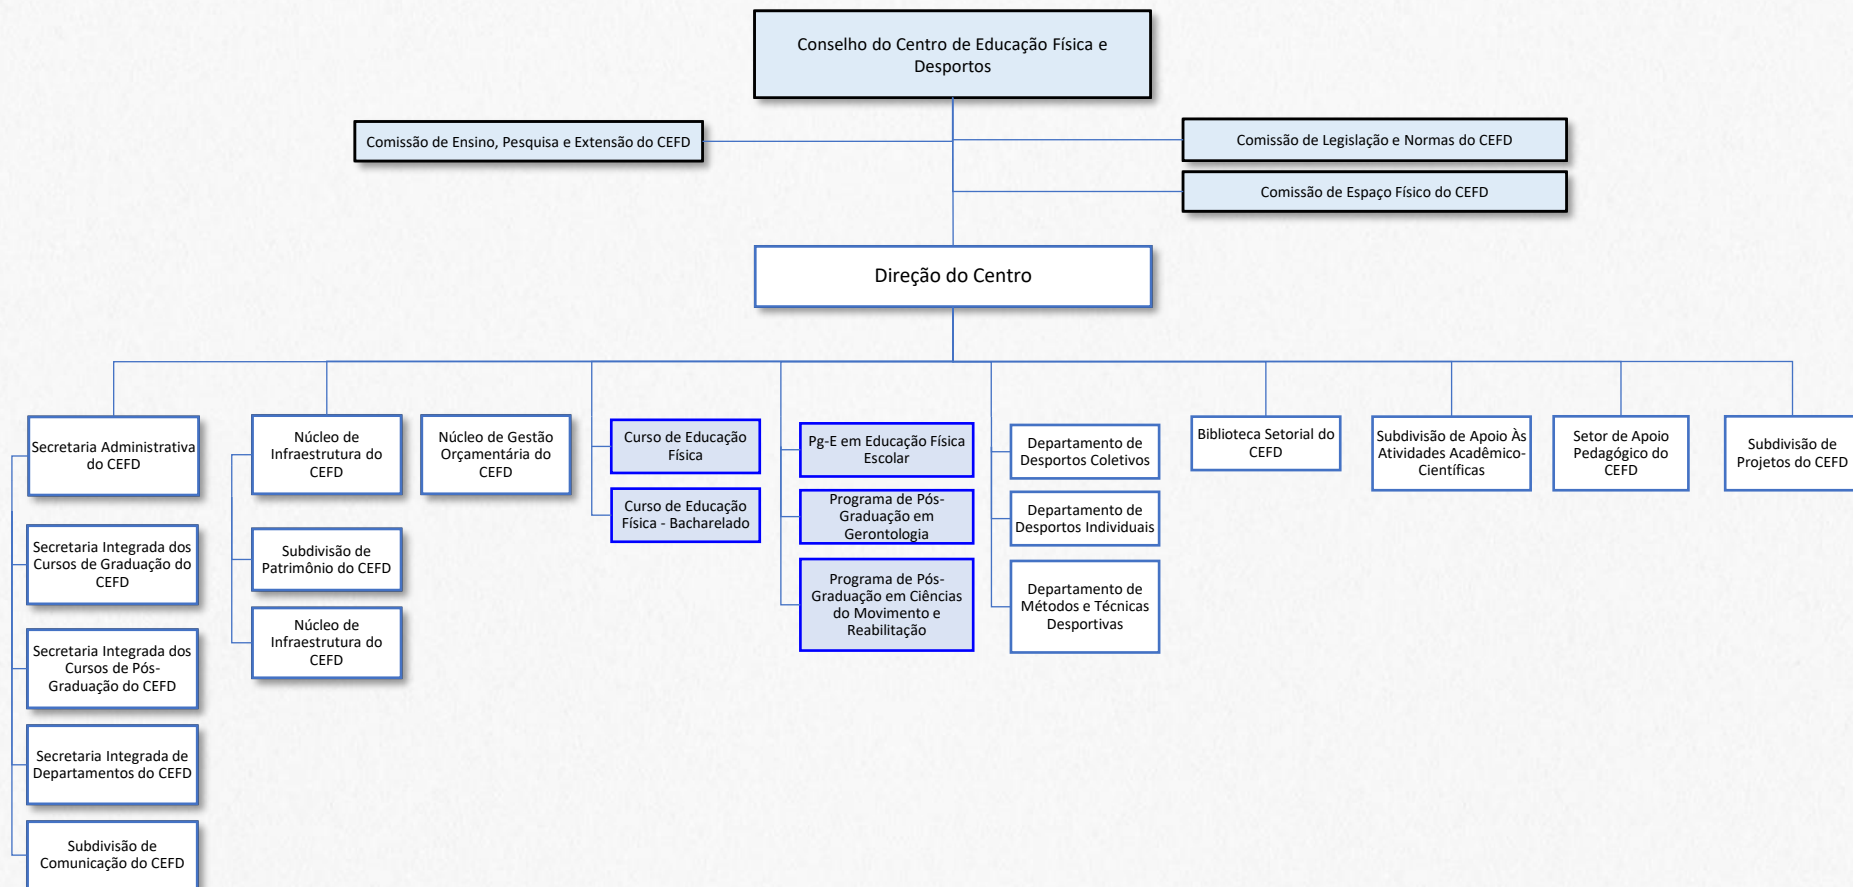 Conselho do Centro de Educação Física e
Desportos
Comissão de Ensino, Pesquisa e Extensão do CEFD
Comissão de Legislação e Normas do CEFD
Comissão de Espaço Físico do CEFD
Direção do Centro
Secretaria Administrativa
do CEFD
Secretaria Integrada dos
Cursos de Graduação do
CEFD
Secretaria Integrada dos
Cursos de Pós-
Graduação do CEFD
Secretaria Integrada de
Departamentos do CEFD
Subdivisão de
Comunicação do CEFD
Núcleo de
Infraestrutura do
CEFD
Subdivisão de
Patrimônio do CEFD
Núcleo de
Infraestrutura do
CEFD
Núcleo de Gestão
Orçamentária do
CEFD
Curso de Educação
Física
Curso de Educação
Física - Bacharelado
Pg-E em Educação Física
Escolar
Programa de Pós-
Graduação em
Gerontologia
Programa de Pós-
Graduação em Ciências
do Movimento e
Reabilitação
Departamento de
Desportos Coletivos
Departamento de
Desportos Individuais
Departamento de
Métodos e Técnicas
Desportivas
Biblioteca Setorial do
CEFD
Subdivisão de Apoio Às
Atividades Acadêmico-
Científicas
Setor de Apoio
Pedagógico do
CEFD
Subdivisão de
Projetos do CEFD